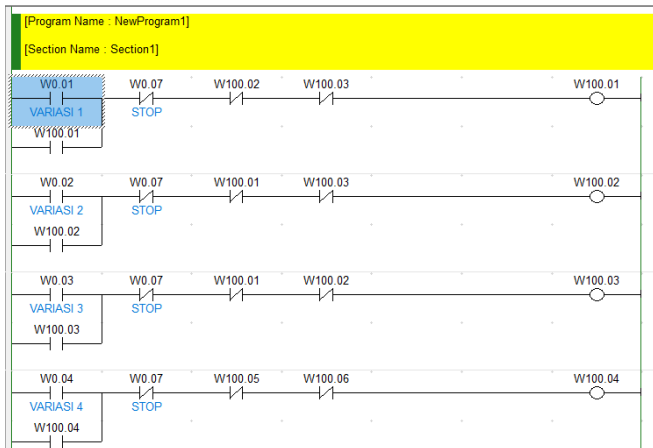 [Program Name : NewProgram1]
[Section Name : Section1]
W0.01 W0.07 W100.02 W100.03 W100.01
VARIASI 1 STOP
W100.01
W0.02 W0.07 W100.01 W100.03 W100.02
VARIASI 2 STOP
W100.02
W0.03 W0.07 W100.01 W100.02 W100.03
VARIASI 3 STOP
W100.03
W0.04 W0.07 W100.05 W100.06 W100.04
VARIASI 4 STOP
W100.04